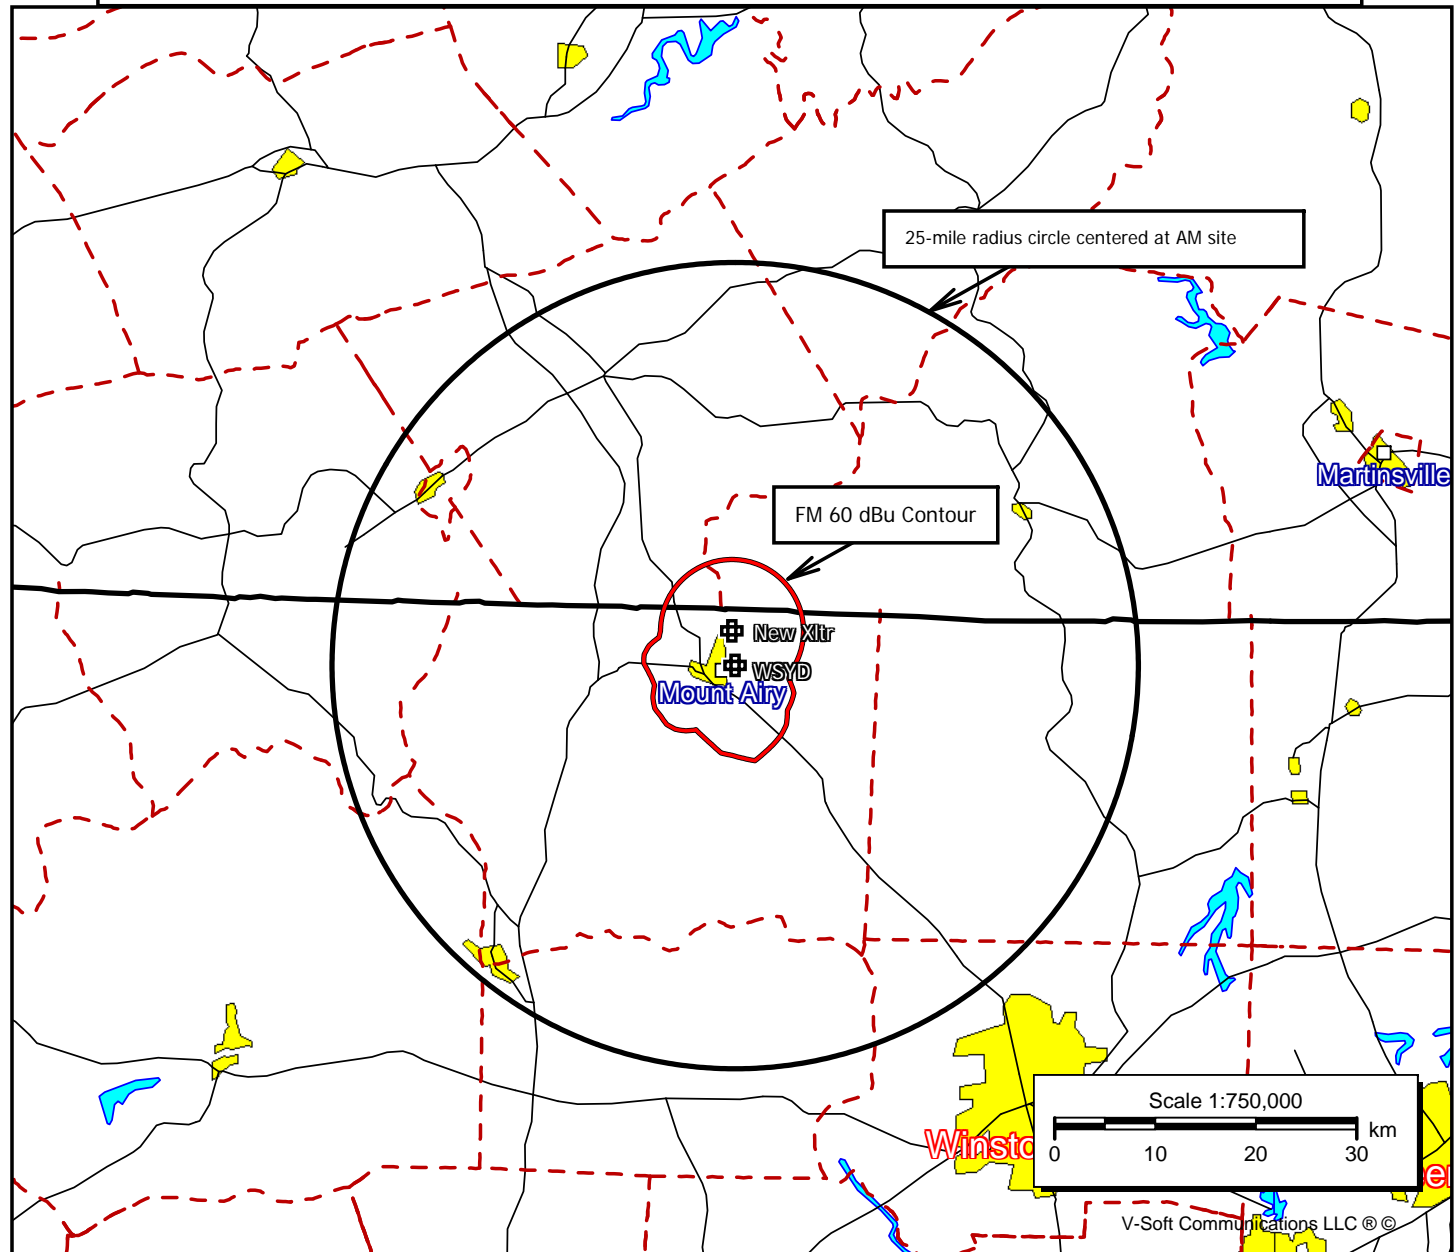 25-mile radius circle centered at AM site
Martinsville
FM 60 dBu Contour
New Xltr
WSYD
Mount Airy
Scale 1:750,000
km
0 10 20 30
Winsto
V-Soft Communications LLC ® ©